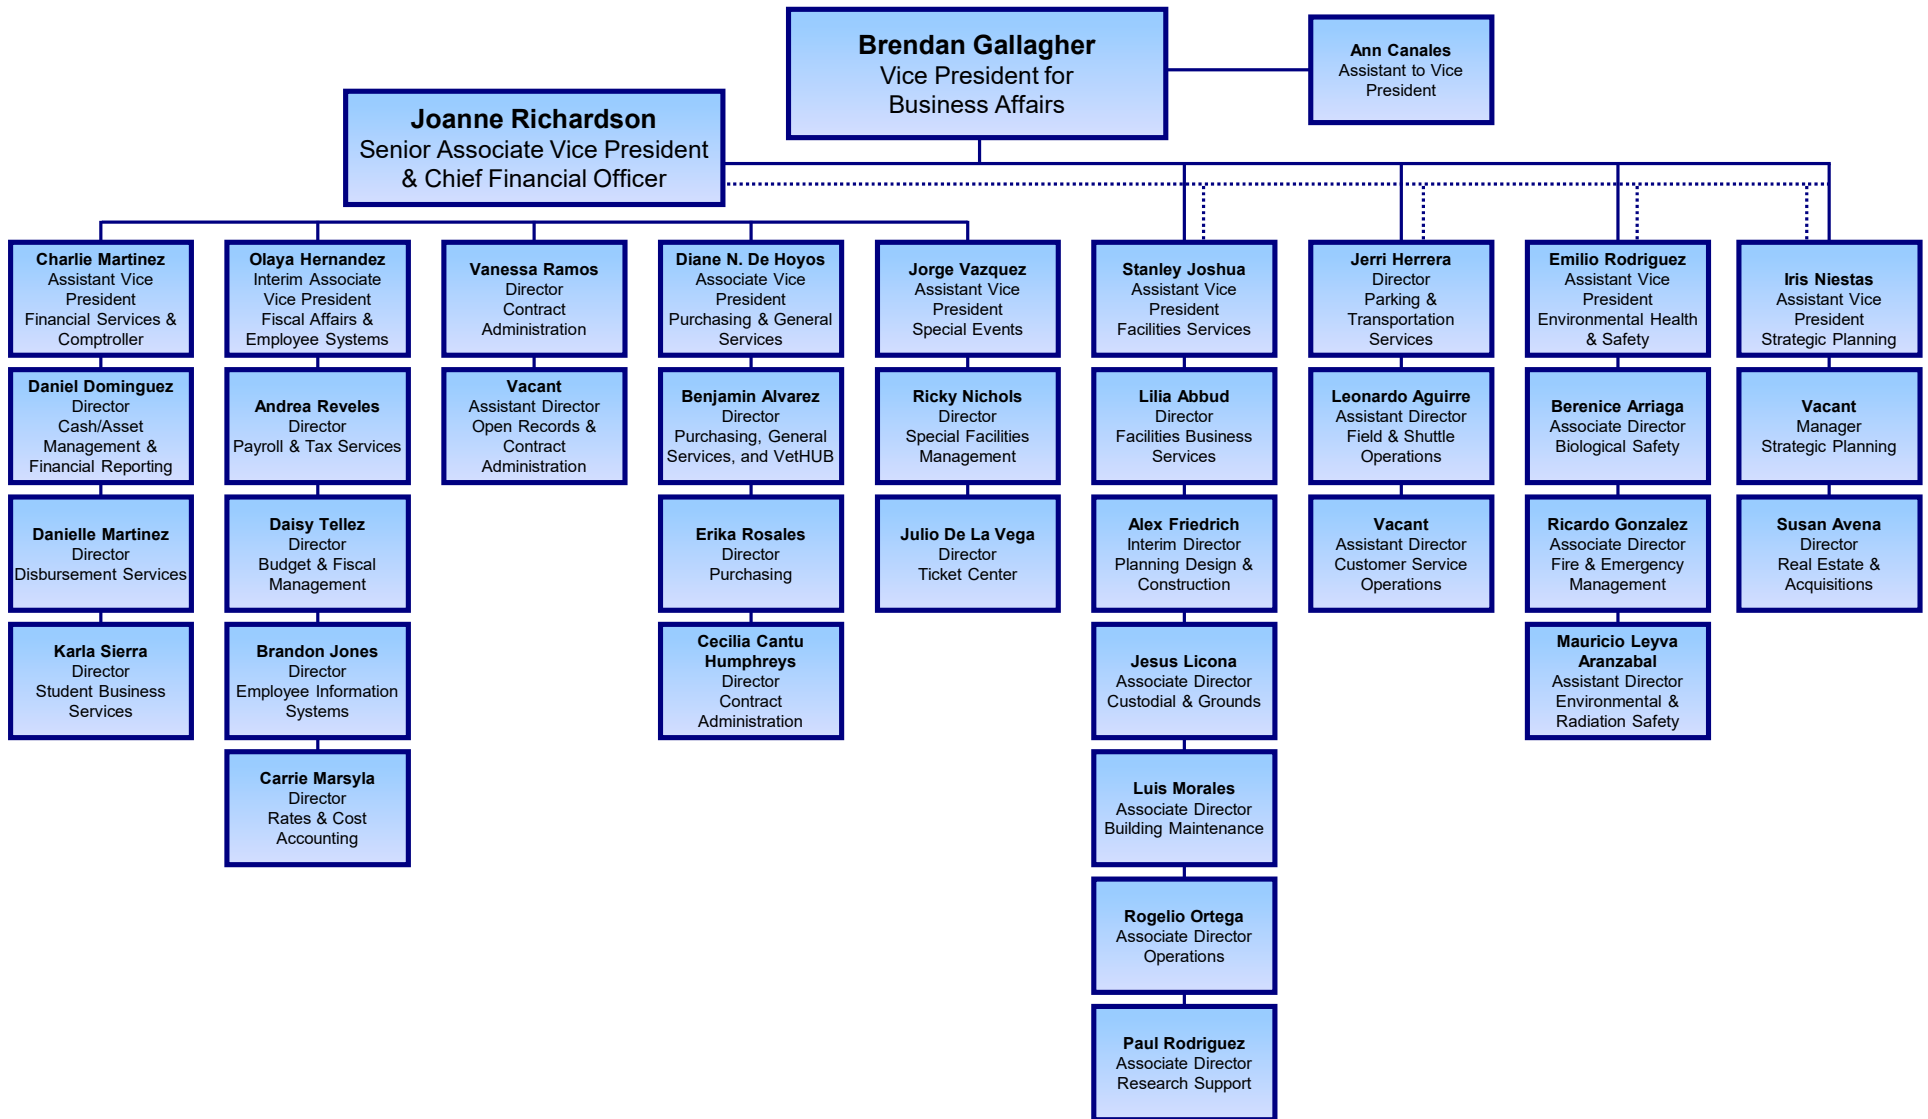 Brendan Gallagher
Vice President for
Business Affairs
Ann Canales
Assistant to Vice
President
Joanne Richardson
Senior Associate Vice President
& Chief Financial Officer
Charlie Martinez
Assistant Vice
President
Financial Services &
Comptroller
Daniel Dominguez
Director
Cash/Asset
Management &
Financial Reporting
Danielle Martinez
Director
Disbursement Services
Karla Sierra
Director
Student Business
Services
Olaya Hernandez
Interim Associate
Vice President
Fiscal Affairs &
Employee Systems
Andrea Reveles
Director
Payroll & Tax Services
Daisy Tellez
Director
Budget & Fiscal
Management
Brandon Jones
Director
Employee Information
Systems
Carrie Marsyla
Director
Rates & Cost
Accounting
Vanessa Ramos
Director
Contract
Administration
Vacant
Assistant Director
Open Records &
Contract
Administration
Diane N. De Hoyos
Associate Vice
President
Purchasing & General
Services
Benjamin Alvarez
Director
Purchasing, General
Services, and VetHUB
Erika Rosales
Director
Purchasing
Cecilia Cantu
Humphreys
Director
Contract
Administration
Jorge Vazquez
Assistant Vice
President
Special Events
Ricky Nichols
Director
Special Facilities
Management
Julio De La Vega
Director
Ticket Center
Stanley Joshua
Assistant Vice
President
Facilities Services
Lilia Abbud
Director
Facilities Business
Services
Alex Friedrich
Interim Director
Planning Design &
Construction
Jesus Licona
Associate Director
Custodial & Grounds
Luis Morales
Associate Director
Building Maintenance
Rogelio Ortega
Associate Director
Operations
Paul Rodriguez
Associate Director
Research Support
Jerri Herrera
Director
Parking &
Transportation
Services
Leonardo Aguirre
Assistant Director
Field & Shuttle
Operations
Vacant
Assistant Director
Customer Service
Operations
Emilio Rodriguez
Assistant Vice
President
Environmental Health
& Safety
Berenice Arriaga
Associate Director
Biological Safety
Ricardo Gonzalez
Associate Director
Fire & Emergency
Management
Mauricio Leyva
Aranzabal
Assistant Director
Environmental &
Radiation Safety
Iris Niestas
Assistant Vice
President
Strategic Planning
Vacant
Manager
Strategic Planning
Susan Avena
Director
Real Estate &
Acquisitions